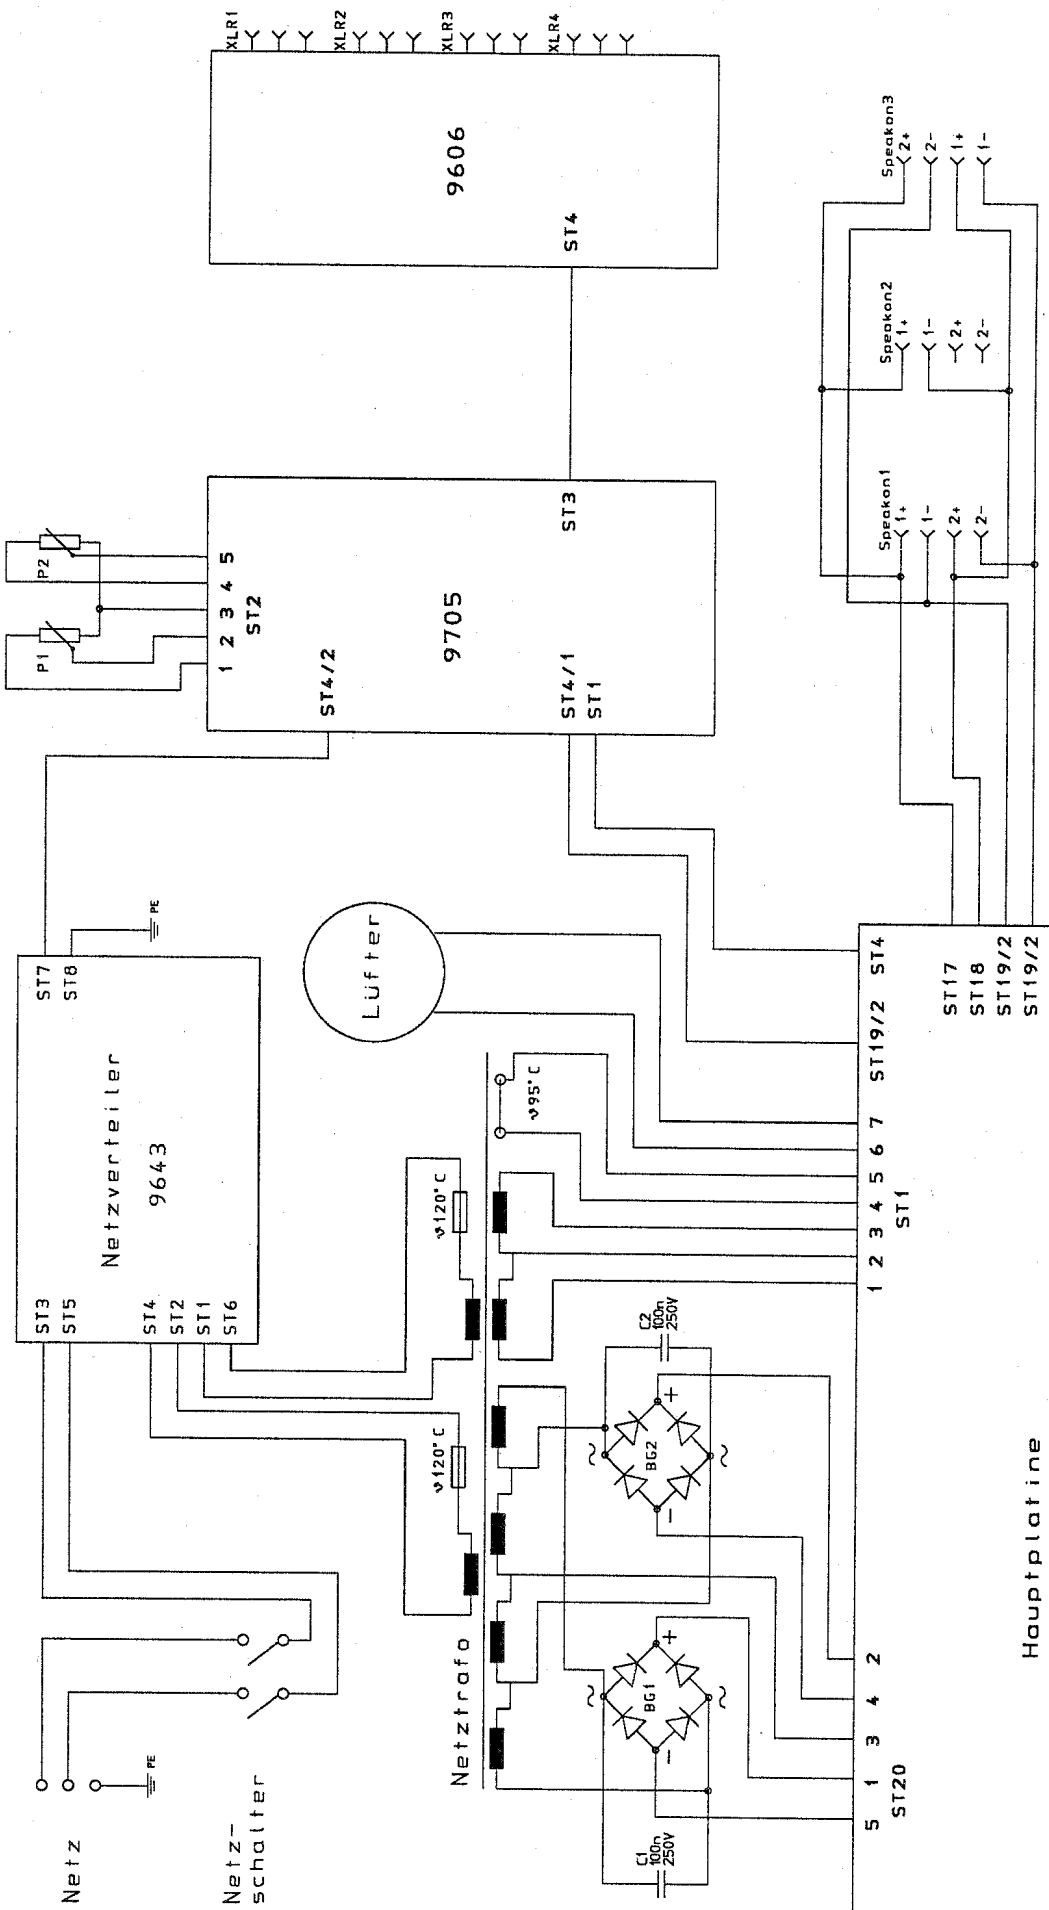 Netz
PE
Netz-
schalter
ST3
ST5
ST4
ST2
ST1
ST6
Netzverteiler
9643
ST7
ST8
PE
P1
P2
1 2 3 4 5
ST2
ST4/2
9705
ST4/1
ST1
ST3
9606
ST4
XLR1
XLR2
XLR3
XLR4
Netztrafo
ϑ120°C
ϑ120°C
ϑ95°C
Lüfter
C1
100n
250V
~
BG1
+
-
~
C2
100n
250V
~
BG2
+
-
~
5 1 3 4 2
ST20
1 2 3 4 5 6 7
ST1
ST19/2
ST4
ST17
ST18
ST19/2
ST19/2
Hauptplatine
Speakon1
1+
1-
2+
2-
Speakon2
1+
1-
2+
2-
Speakon3
2+
2-
1+
1-